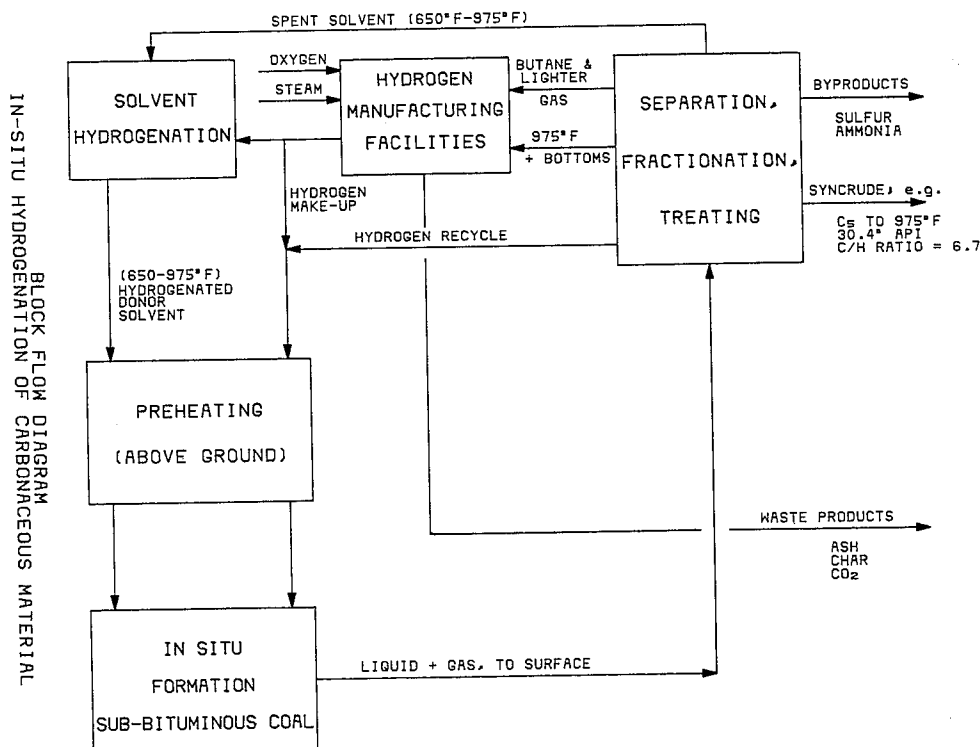 SPENT SOLVENT (650°F-975°F)
OXYGEN
STEAM
SOLVENT
HYDROGENATION
HYDROGEN
MANUFACTURING
FACILITIES
BUTANE &
LIGHTER
GAS
975°F
+ BOTTOMS
SEPARATION,
FRACTIONATION,
TREATING
BYPRODUCTS
SULFUR
AMMONIA
SYNCRUDE, e.g.
C5 TO 975°F
30.4° API
C/H RATIO = 6.7
HYDROGEN
MAKE-UP
HYDROGEN RECYCLE
(650-975°F)
HYDROGENATED
DONOR
SOLVENT
PREHEATING
(ABOVE GROUND)
WASTE PRODUCTS
ASH
CHAR
CO2
IN SITU
FORMATION
SUB-BITUMINOUS COAL
LIQUID + GAS, TO SURFACE
BLOCK FLOW DIAGRAM
IN-SITU HYDROGENATION OF CARBONACEOUS MATERIAL